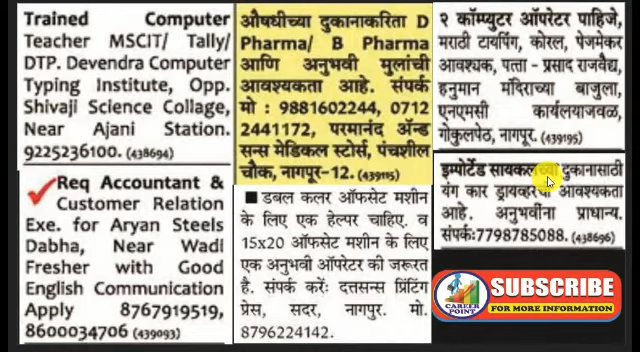 Trained Computer
Teacher MSCIT/ Tally/
DTP. Devendra Computer
Typing Institute, Opp.
Shivaji Science Collage,
Near Ajani Station.
9225236100. (438694)
Req Accountant &
Customer Relation
Exe. for Aryan Steels
Dabha, Near Wadi
Fresher with Good
English Communication
Apply 8767919519,
8600034706 (439093)
औषधीच्या दुकानाकरिता D
Pharma/ B Pharma
आणि अनुभवी मुलांची
आवश्यकता आहे. संपर्क
मो : 9881602244, 0712
2441172, परमानंद ॲन्ड
सन्स मेडिकल स्टोर्स, पंचशील
चौक, नागपूर-12. (439115)
■ डबल कलर ऑफसेट मशीन
के लिए एक हेल्पर चाहिए. व
15x20 ऑफसेट मशीन के लिए
एक अनुभवी ऑपरेटर की जरूरत
है. संपर्क करें: दत्तसन्स प्रिंटिंग
प्रेस, सदर, नागपुर. मो.
8796224142.
२ कॉम्प्युटर ऑपरेटर पाहिजे,
मराठी टायपिंग, कोरल, पेजमेकर
आवश्यक, पत्ता - प्रसाद राजवैद्य,
हनुमान मंदिराच्या बाजुला,
एनएमसी कार्यलयाजवळ,
गोकुळपेठ, नागपूर. (439195)
इम्पोर्टेड सायकलच्या दुकानासाठी
यंग कार ड्रायव्हरची आवश्यकता
आहे. अनुभवींना प्राधान्य.
संपर्क:7798785088. (438696)
CAREER
POINT
SUBSCRIBE
FOR MORE INFORMATION